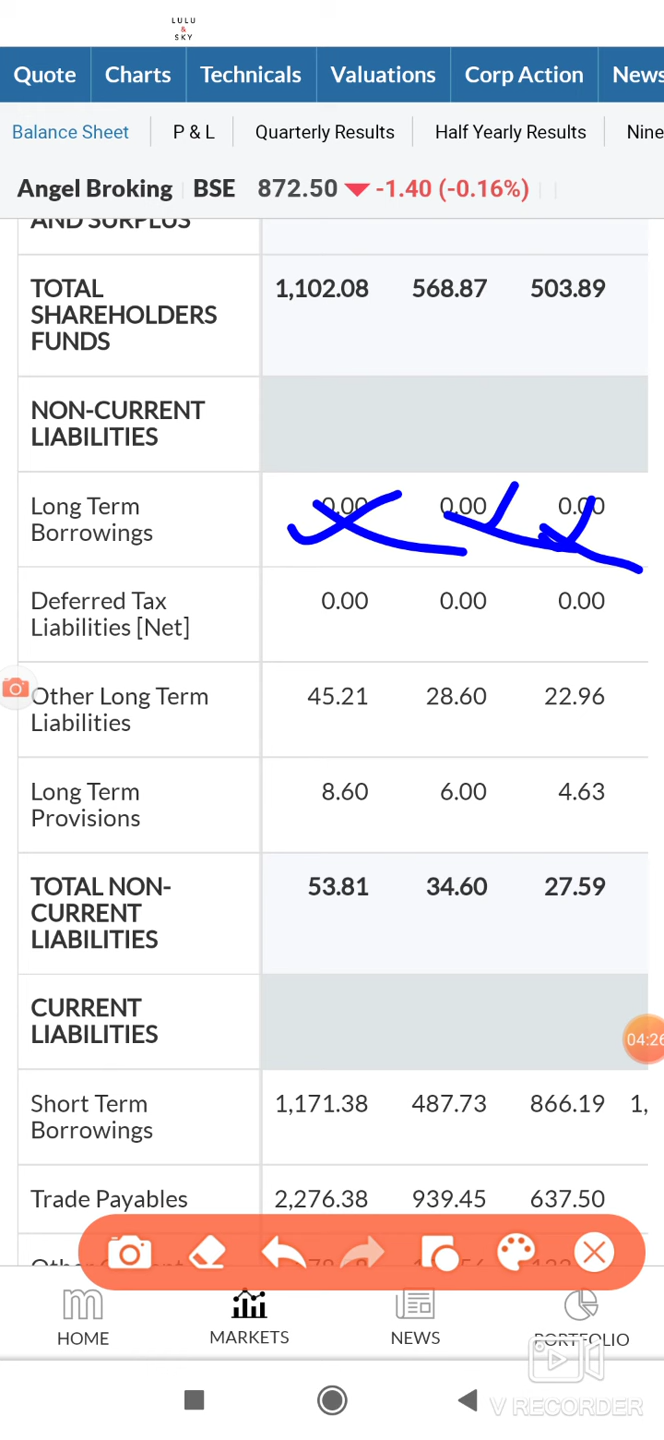 LULU
&
SKY
Quote Charts Technicals Valuations Corp Action News
Balance Sheet P & L Quarterly Results Half Yearly Results Nine
Angel Broking BSE 872.50 -1.40 (-0.16%)
AND SURPLUS
TOTAL SHAREHOLDERS FUNDS 1,102.08 568.87 503.89
NON-CURRENT LIABILITIES
Long Term Borrowings 0.00 0.00 0.00
Deferred Tax Liabilities [Net] 0.00 0.00 0.00
Other Long Term Liabilities 45.21 28.60 22.96
Long Term Provisions 8.60 6.00 4.63
TOTAL NON-CURRENT LIABILITIES 53.81 34.60 27.59
CURRENT LIABILITIES
04:26
Short Term Borrowings 1,171.38 487.73 866.19 1,
Trade Payables 2,276.38 939.45 637.50
HOME MARKETS NEWS PORTFOLIO
V RECORDER